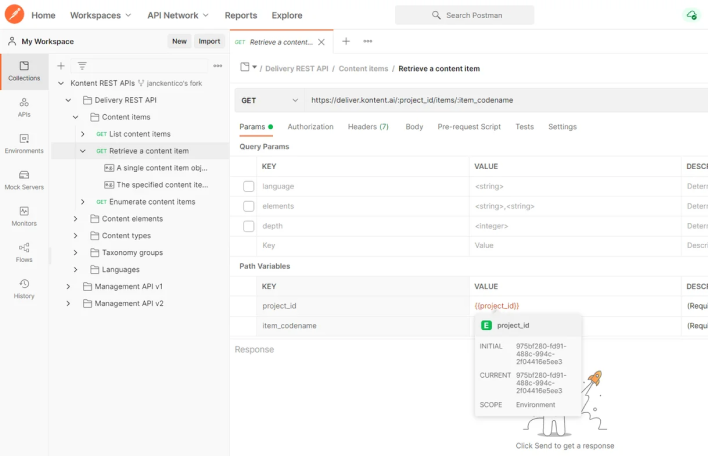 Home
Workspaces
API Network
Reports
Explore
Search Postman
My Workspace
New
Import
GET Retrieve a content...
Collections
APIs
Environments
Mock Servers
Monitors
Flows
History
Kontent REST APIs janckentico's fork
Delivery REST API
Content items
GET List content items
GET Retrieve a content item
e.g. A single content item obj...
e.g. The specified content ite...
GET Enumerate content items
Content elements
Content types
Taxonomy groups
Languages
Management API v1
Management API v2
/ Delivery REST API / Content items / Retrieve a content item
GET https://deliver.kontent.ai/:project_id/items/:item_codename
Params Authorization Headers (7) Body Pre-request Script Tests Settings
Query Params
KEY VALUE DESC
language <string> Deter
elements <string>,<string> Deter
depth <integer> Deter
Key Value Descri
Path Variables
KEY VALUE DESC
project_id {{project_id}} (Requi
item_codename (Requi
E project_id
INITIAL 975bf280-fd91-
488c-994c-
2f04416e5ee3
CURRENT 975bf280-fd91-
488c-994c-
2f04416e5ee3
SCOPE Environment
Response
Click Send to get a response